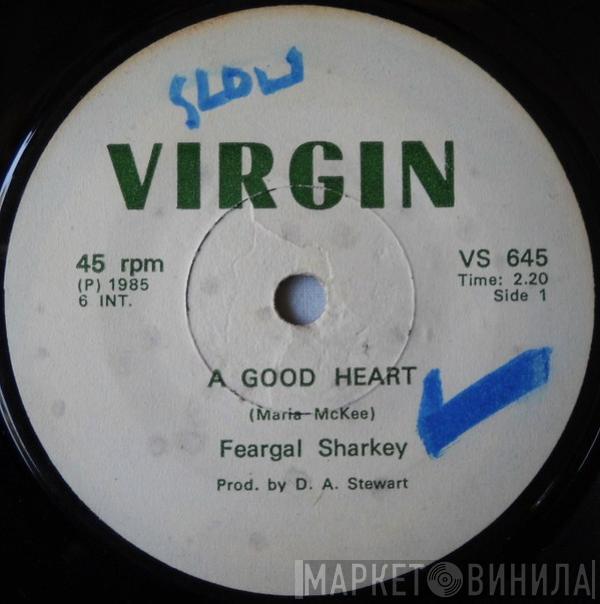 SLOW
VIRGIN
45 rpm
(P) 1985
6 INT.
VS 645
Time: 2.20
Side 1
A GOOD HEART
(Maria McKee)
Feargal Sharkey
Prod. by D. A. Stewart
МАРКЕТ ВИНИЛА